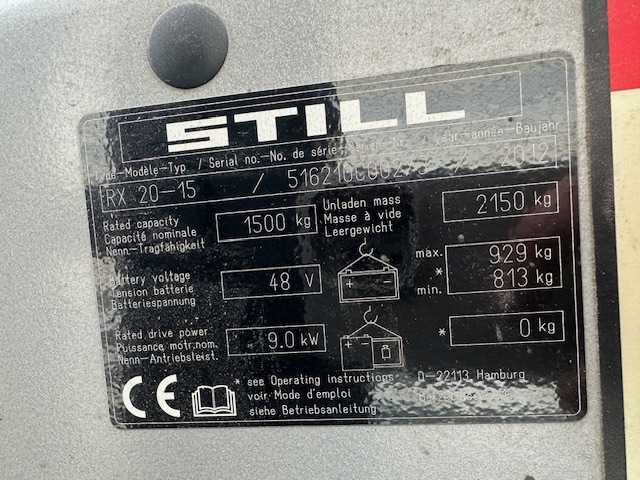 STILL
Type-Modèle-Typ / Serial no.-No. de série- year-année-Baujahr
RX 20-15 / / 2012
Rated capacity
Capacité nominale
Nenn.-Tragfähigkeit
1500 kg
Unladen mass
Masse à vide
Leergewicht
2150 kg
Battery voltage
Tension batterie
Batteriespannung
48 V
+ -
max. 929 kg
*
min. 813 kg
Rated drive power
Puissance motr.nom.
Nenn-Antriebsleist.
9.0 kW
+
* 0 kg
CE
* see Operating instructions
voir Mode d'emploi
siehe Betriebsanleitung
D-22113 Hamburg